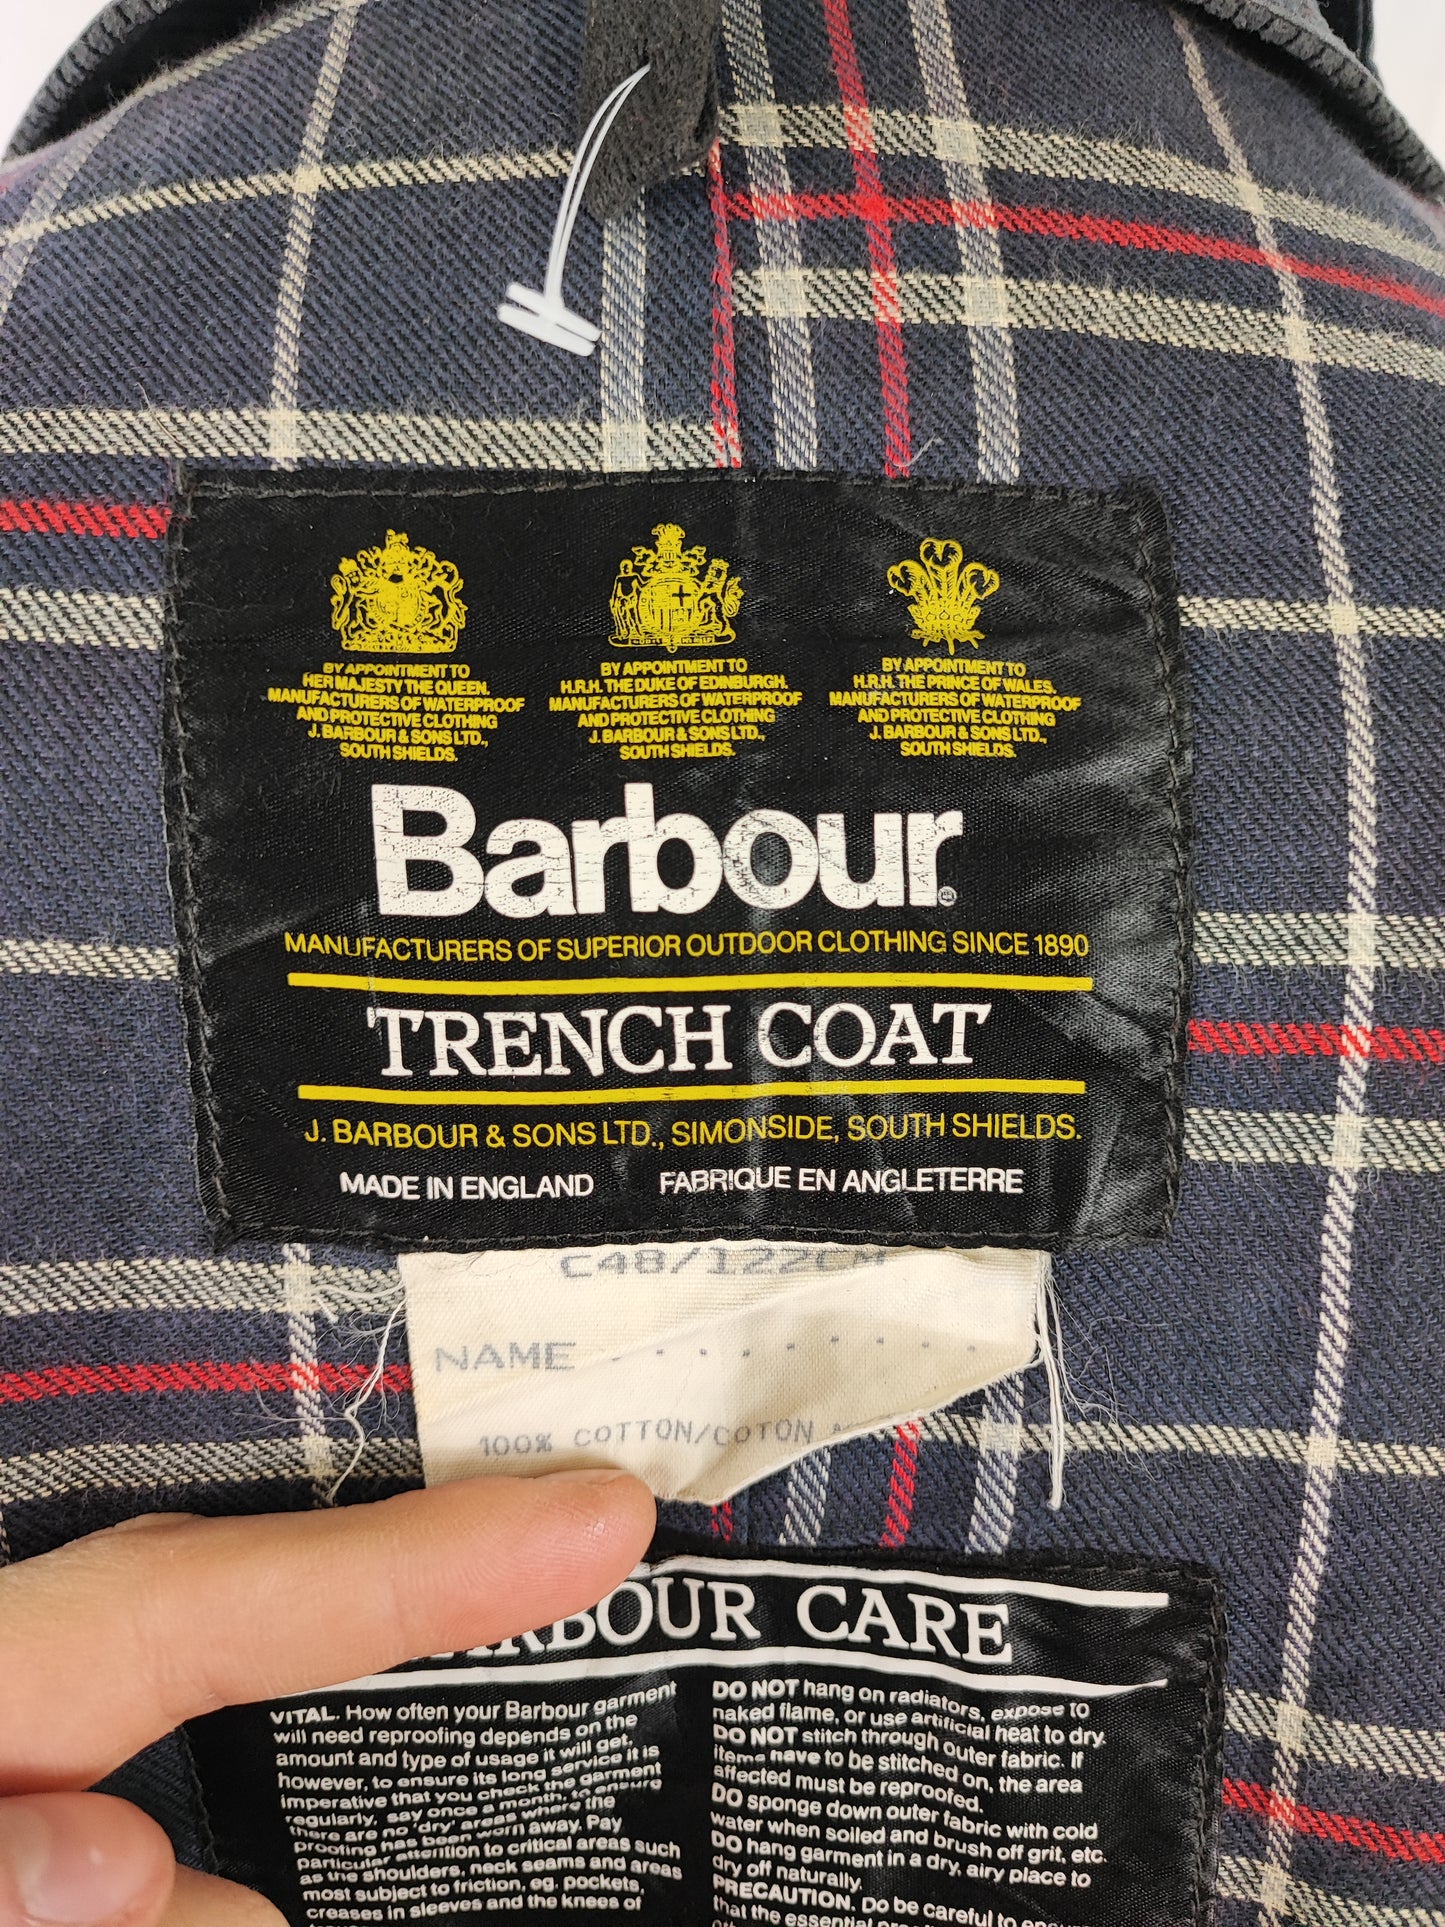 BY APPOINTMENT TO
HER MAJESTY THE QUEEN.
MANUFACTURERS OF WATERPROOF
AND PROTECTIVE CLOTHING
J. BARBOUR & SONS LTD.,
SOUTH SHIELDS.
BY APPOINTMENT TO
H.R.H. THE DUKE OF EDINBURGH.
MANUFACTURERS OF WATERPROOF
AND PROTECTIVE CLOTHING
J. BARBOUR & SONS LTD.,
SOUTH SHIELDS.
BY APPOINTMENT TO
H.R.H. THE PRINCE OF WALES.
MANUFACTURERS OF WATERPROOF
AND PROTECTIVE CLOTHING
J. BARBOUR & SONS LTD.,
SOUTH SHIELDS.
Barbour®
MANUFACTURERS OF SUPERIOR OUTDOOR CLOTHING SINCE 1890
TRENCH COAT
J. BARBOUR & SONS LTD., SIMONSIDE, SOUTH SHIELDS.
MADE IN ENGLAND FABRIQUE EN ANGLETERRE
C48/122CM
NAME . . . . . . . . .
100% COTTON/COTON
BARBOUR CARE
VITAL. How often your Barbour garment
will need reproofing depends on the
amount and type of usage it will get,
however, to ensure its long service it is
imperative that you check the garment
regularly, say once a month, to ensure
there are no 'dry' areas where the
proofing has been worn away. Pay
particular attention to critical areas such
as the shoulders, neck seams and areas
most subject to friction, eg. pockets,
creases in sleeves and the knees of
DO NOT hang on radiators, expose to
naked flame, or use artificial heat to dry.
DO NOT stitch through outer fabric. If
items have to be stitched on, the area
affected must be reproofed.
DO sponge down outer fabric with cold
water when soiled and brush off grit, etc.
DO hang garment in a dry, airy place to
dry off naturally.
PRECAUTION. Do be careful to ensure
that the essential